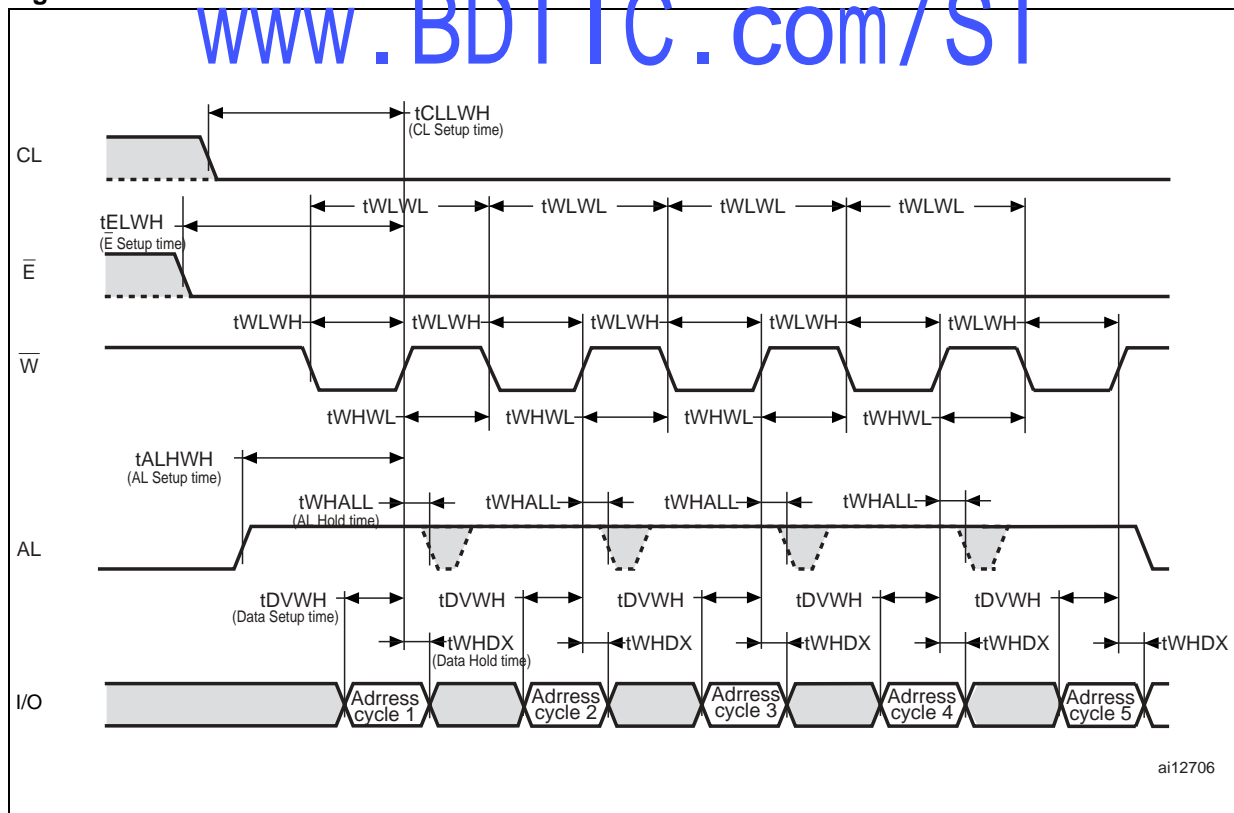 www.BDTIC.com/ST
tCLLWH
(CL Setup time)
CL
tWLWL tWLWL tWLWL tWLWL
tELWH
(E Setup time)
E
tWLWH tWLWH tWLWH tWLWH tWLWH
W
tWHWL tWHWL tWHWL tWHWL
tALHWH
(AL Setup time)
tWHALL tWHALL tWHALL tWHALL
(AL Hold time)
AL
tDVWH tDVWH tDVWH tDVWH tDVWH
(Data Setup time)
tWHDX tWHDX tWHDX tWHDX tWHDX
(Data Hold time)
I/O
Adrress cycle 1
Adrress cycle 2
Adrress cycle 3
Adrress cycle 4
Adrress cycle 5
ai12706